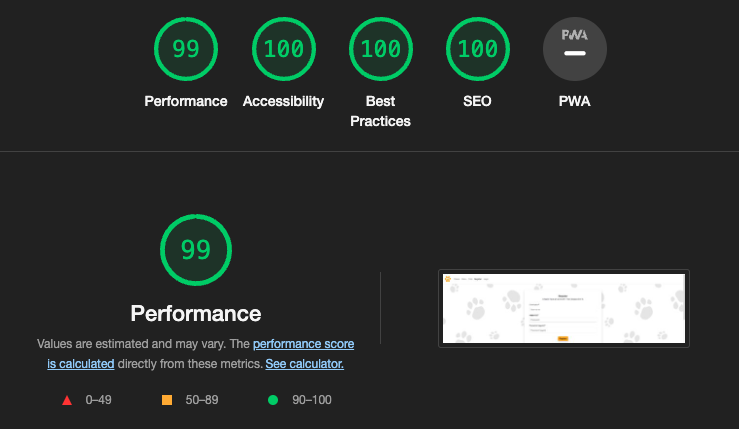 99
100
100
100
PWA
Performance
Accessibility
Best
Practices
SEO
PWA
99
Performance
Values are estimated and may vary. The performance score
is calculated directly from these metrics. See calculator.
0–49
50–89
90–100